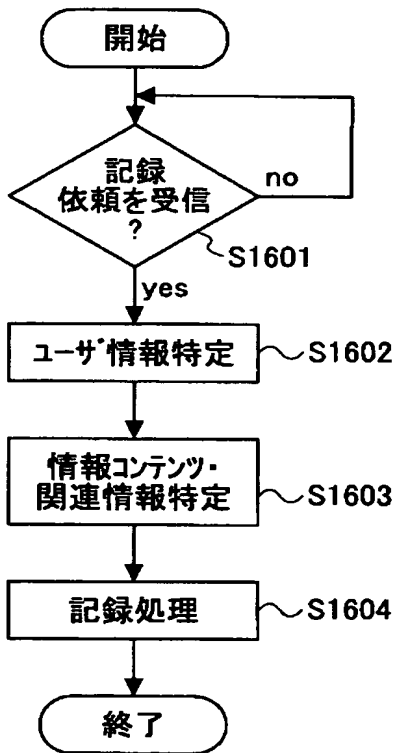 開始
記録
依頼を受信
?
no
S1601
yes
ユーザ情報特定
S1602
情報コンテンツ・
関連情報特定
S1603
記録処理
S1604
終了